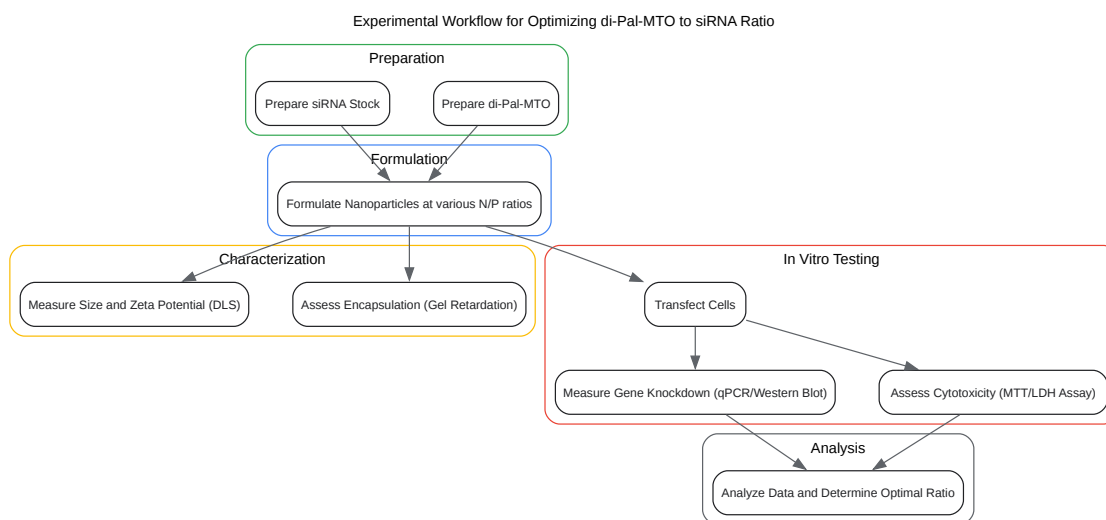 Experimental Workflow for Optimizing di-Pal-MTO to siRNA Ratio
Preparation
Prepare siRNA Stock
Prepare di-Pal-MTO
Formulation
Formulate Nanoparticles at various N/P ratios
Characterization
Measure Size and Zeta Potential (DLS)
Assess Encapsulation (Gel Retardation)
In Vitro Testing
Transfect Cells
Measure Gene Knockdown (qPCR/Western Blot)
Assess Cytotoxicity (MTT/LDH Assay)
Analysis
Analyze Data and Determine Optimal Ratio